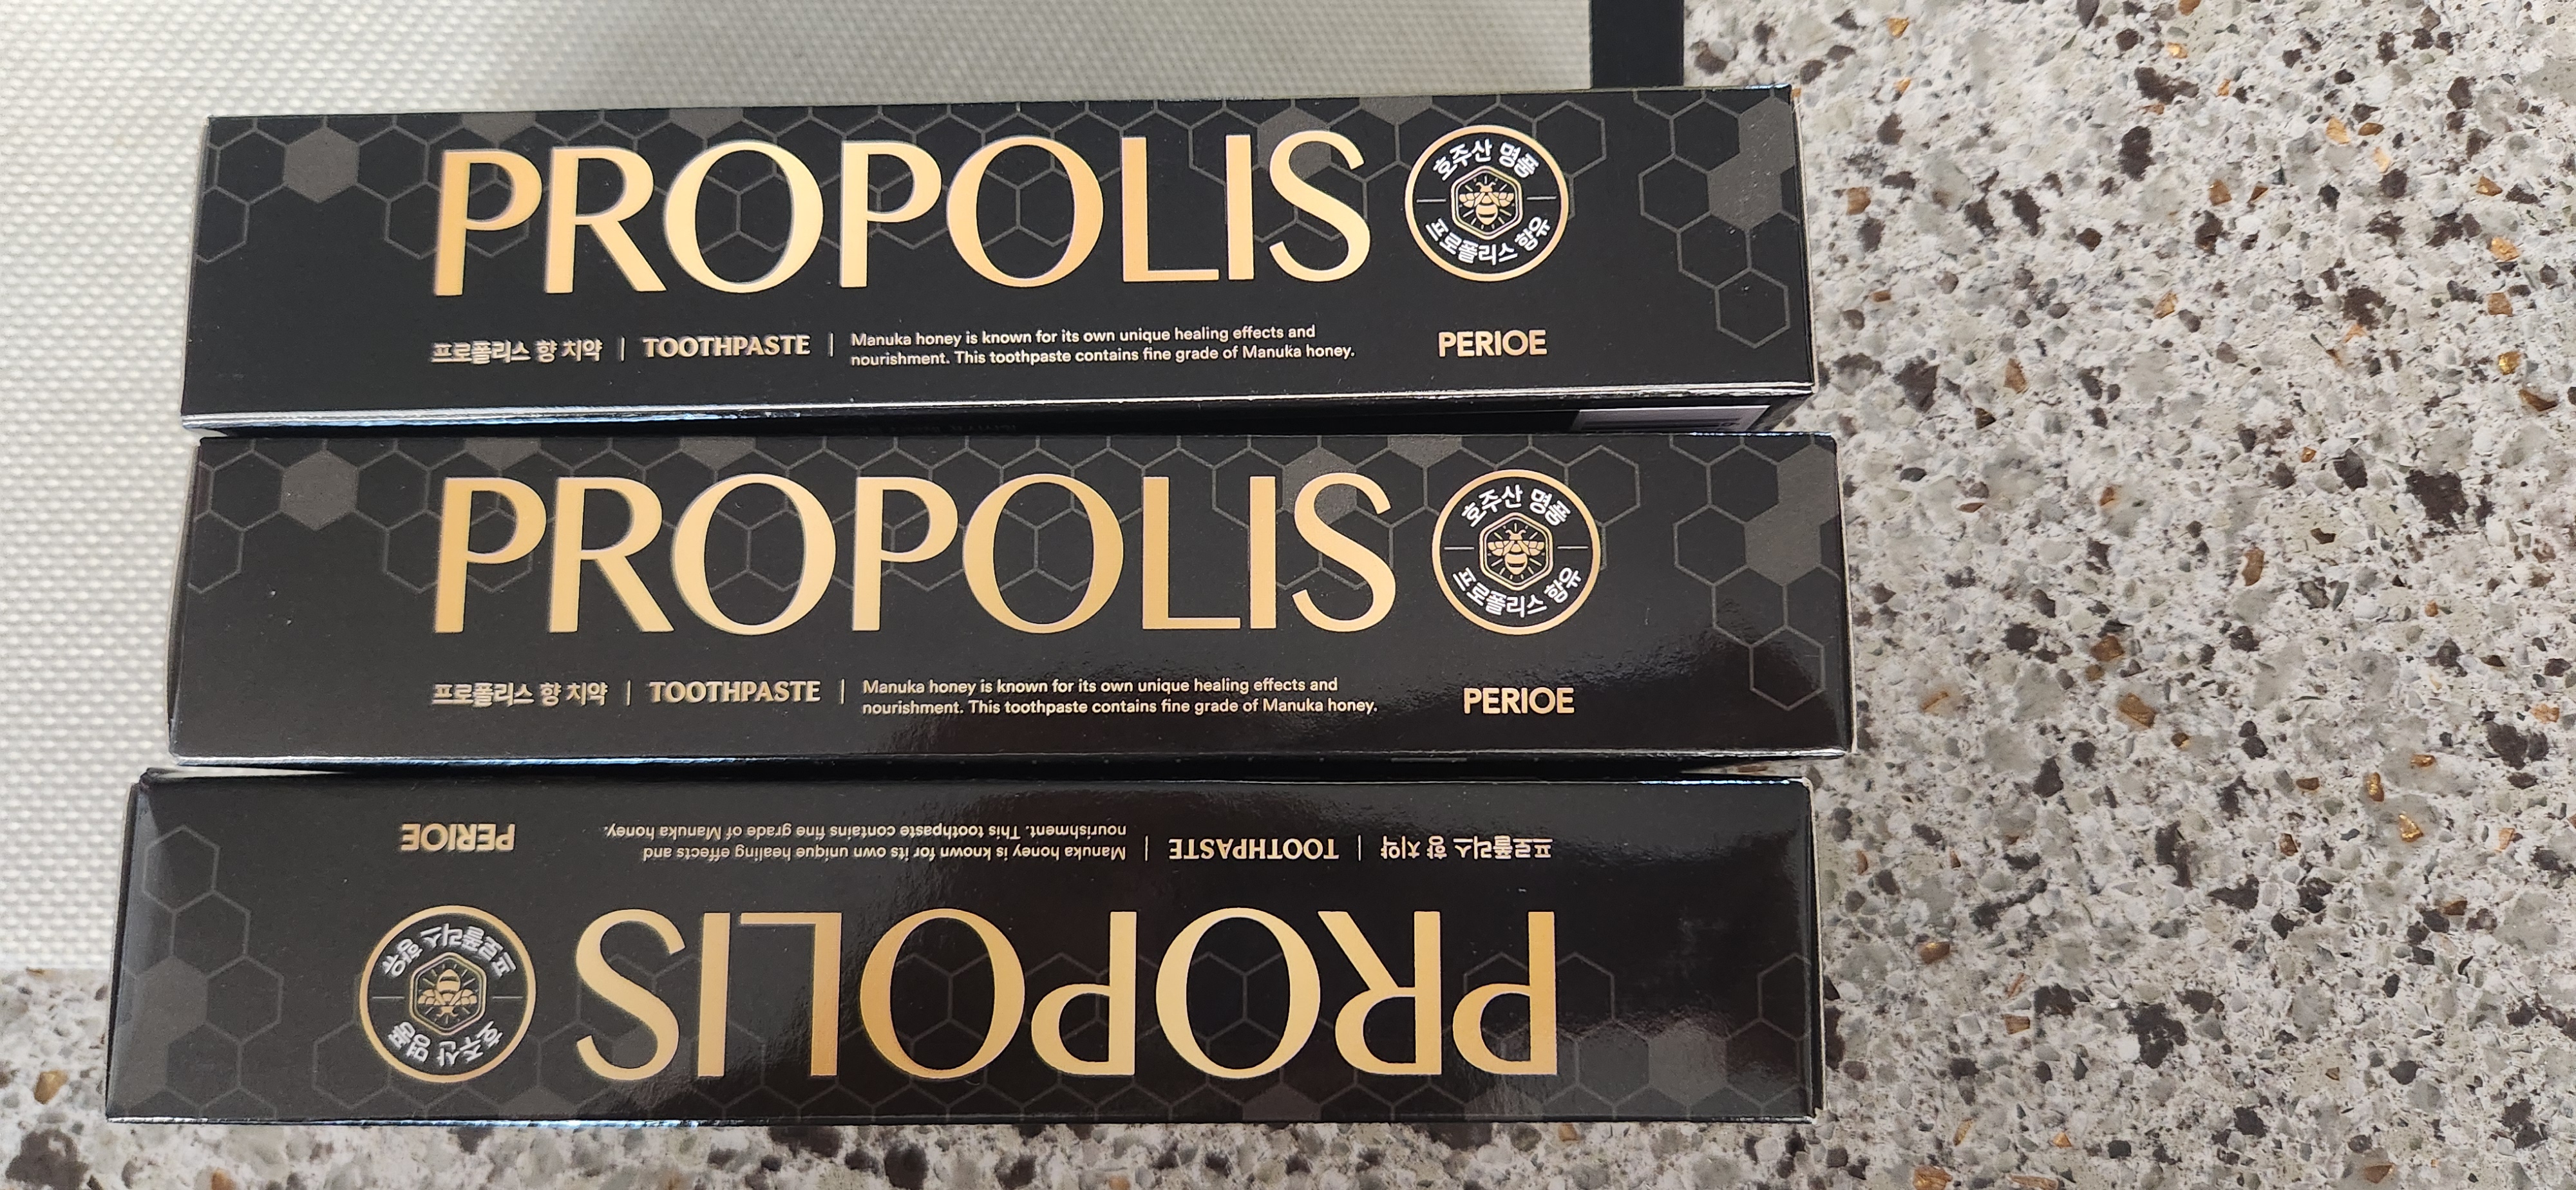 PROPOLIS
호주산 명품
프로폴리스 함유
프로폴리스 향 치약 | TOOTHPASTE |
Manuka honey is known for its own unique healing effects and
nourishment. This toothpaste contains fine grade of Manuka honey.
PERIOE
PROPOLIS
호주산 명품
프로폴리스 함유
프로폴리스 향 치약 | TOOTHPASTE |
Manuka honey is known for its own unique healing effects and
nourishment. This toothpaste contains fine grade of Manuka honey.
PERIOE
PROPOLIS
호주산 명품
프로폴리스 함유
프로폴리스 향 치약 | TOOTHPASTE |
Manuka honey is known for its own unique healing effects and
nourishment. This toothpaste contains fine grade of Manuka honey.
PERIOE